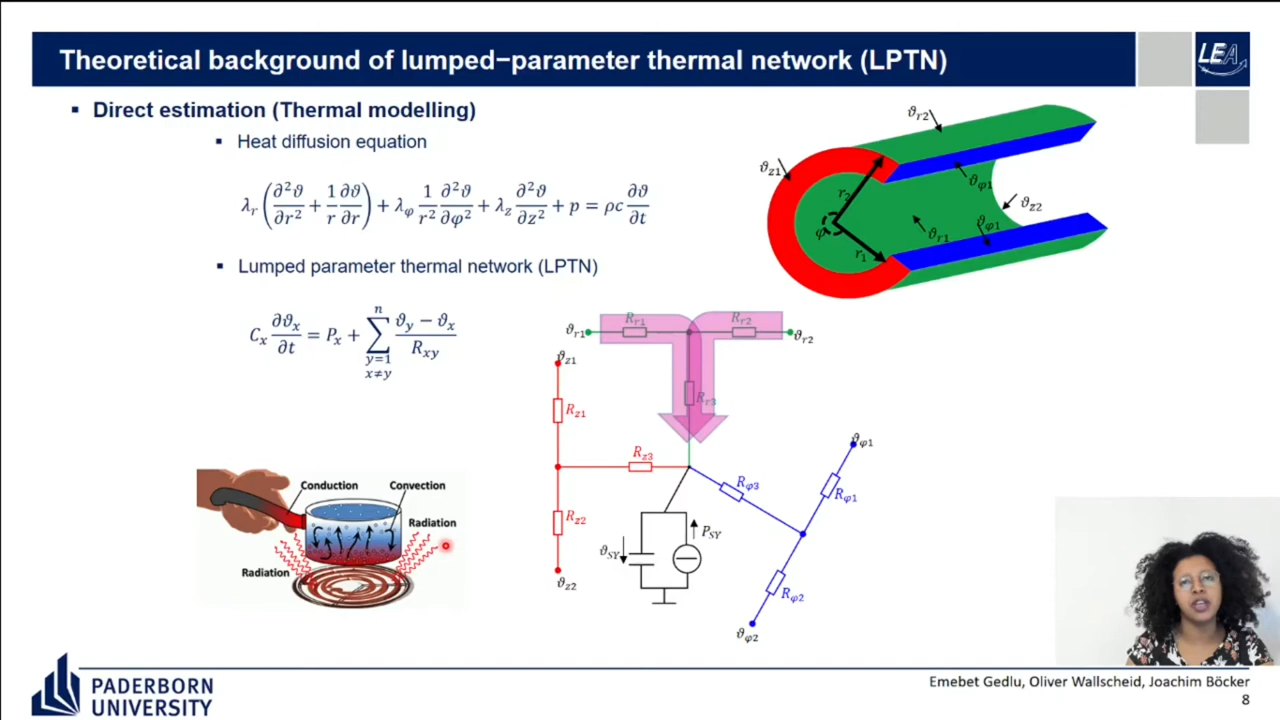 Theoretical background of lumped−parameter thermal network (LPTN)
LEA
▪ Direct estimation (Thermal modelling)
▪ Heat diffusion equation
λ_r (∂²ϑ/∂r² + 1/r ∂ϑ/∂r) + λ_φ 1/r² ∂²ϑ/∂φ² + λ_z ∂²ϑ/∂z² + p = ρc ∂ϑ/∂t
▪ Lumped parameter thermal network (LPTN)
C_x ∂ϑ_x/∂t = P_x + ∑_{y=1, x≠y}^{n} (ϑ_y − ϑ_x)/R_xy
ϑ_r2
ϑ_z1
r_2
ϑ_φ1
ϑ_z2
φ
ϑ_r1
ϑ_φ1
r_1
ϑ_r1
R_r1
R_r2
ϑ_r2
ϑ_z1
R_r3
R_z1
ϑ_φ1
R_z3
R_φ3
R_φ1
R_z2
P_SY
ϑ_SY
ϑ_z2
R_φ2
ϑ_φ2
Conduction
Convection
Radiation
Radiation
PADERBORN
UNIVERSITY
Emebet Gedlu, Oliver Wallscheid, Joachim Böcker
8